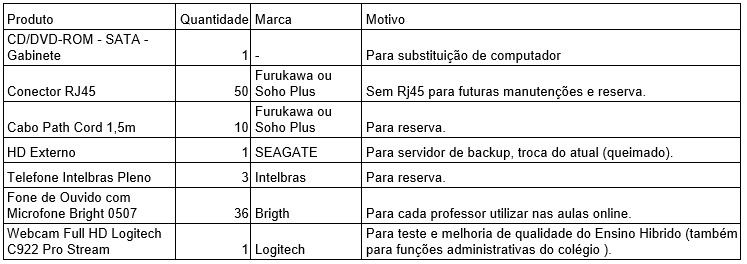 Produto Quantidade Marca Motivo
CD/DVD-ROM - SATA -
Gabinete 1 - Para substituição de computador
Conector RJ45 50 Furukawa ou
Soho Plus Sem Rj45 para futuras manutenções e reserva.
Cabo Path Cord 1,5m 10 Furukawa ou
Soho Plus Para reserva.
HD Externo 1 SEAGATE Para servidor de backup, troca do atual (queimado).
Telefone Intelbras Pleno 3 Intelbras Para reserva.
Fone de Ouvido com
Microfone Bright 0507 36 Brigth Para cada professor utilizar nas aulas online.
Webcam Full HD Logitech
C922 Pro Stream 1 Logitech Para teste e melhoria de qualidade do Ensino Hibrido (também
para funções administrativas do colégio ).